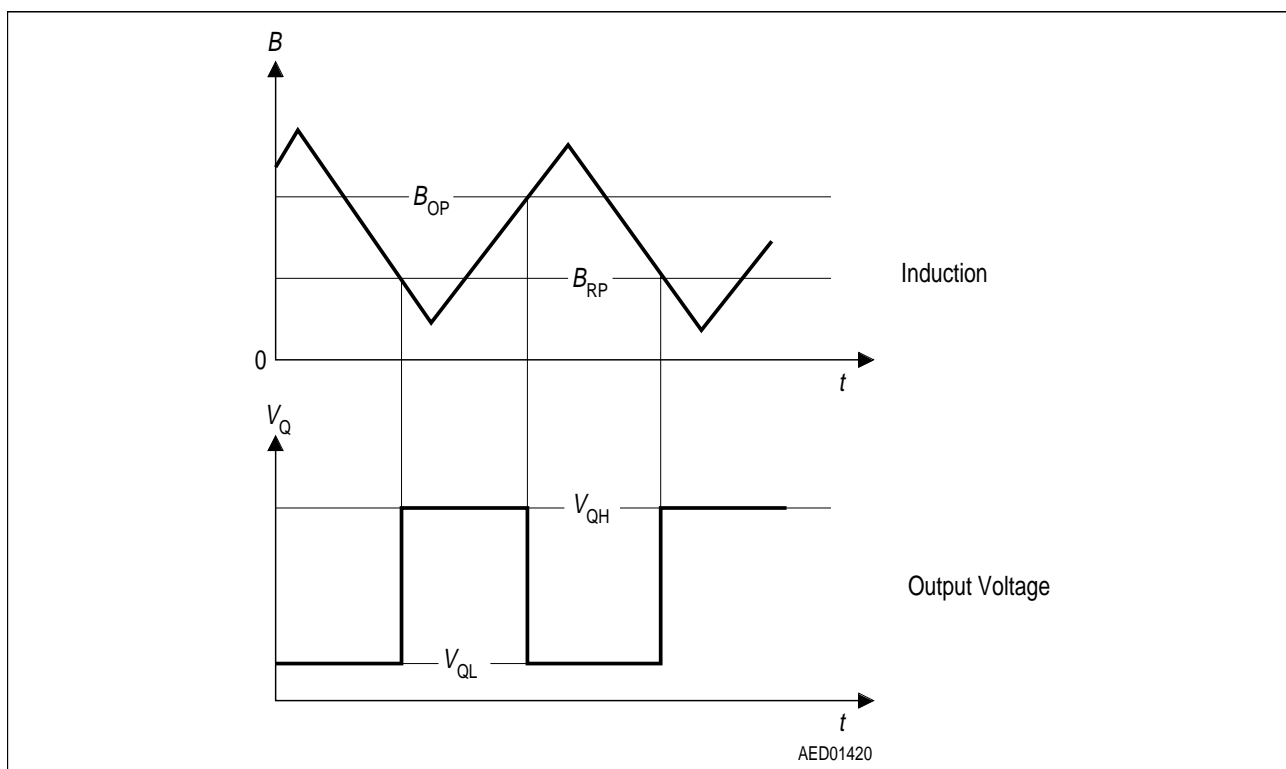 B
B_OP
B_RP
Induction
0
t
V_Q
V_QH
Output Voltage
V_QL
t
AED01420